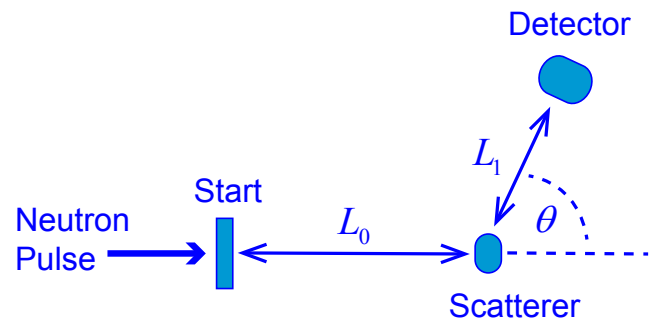 Detector
L₁
Start
Neutron
Pulse
L₀
θ
Scatterer